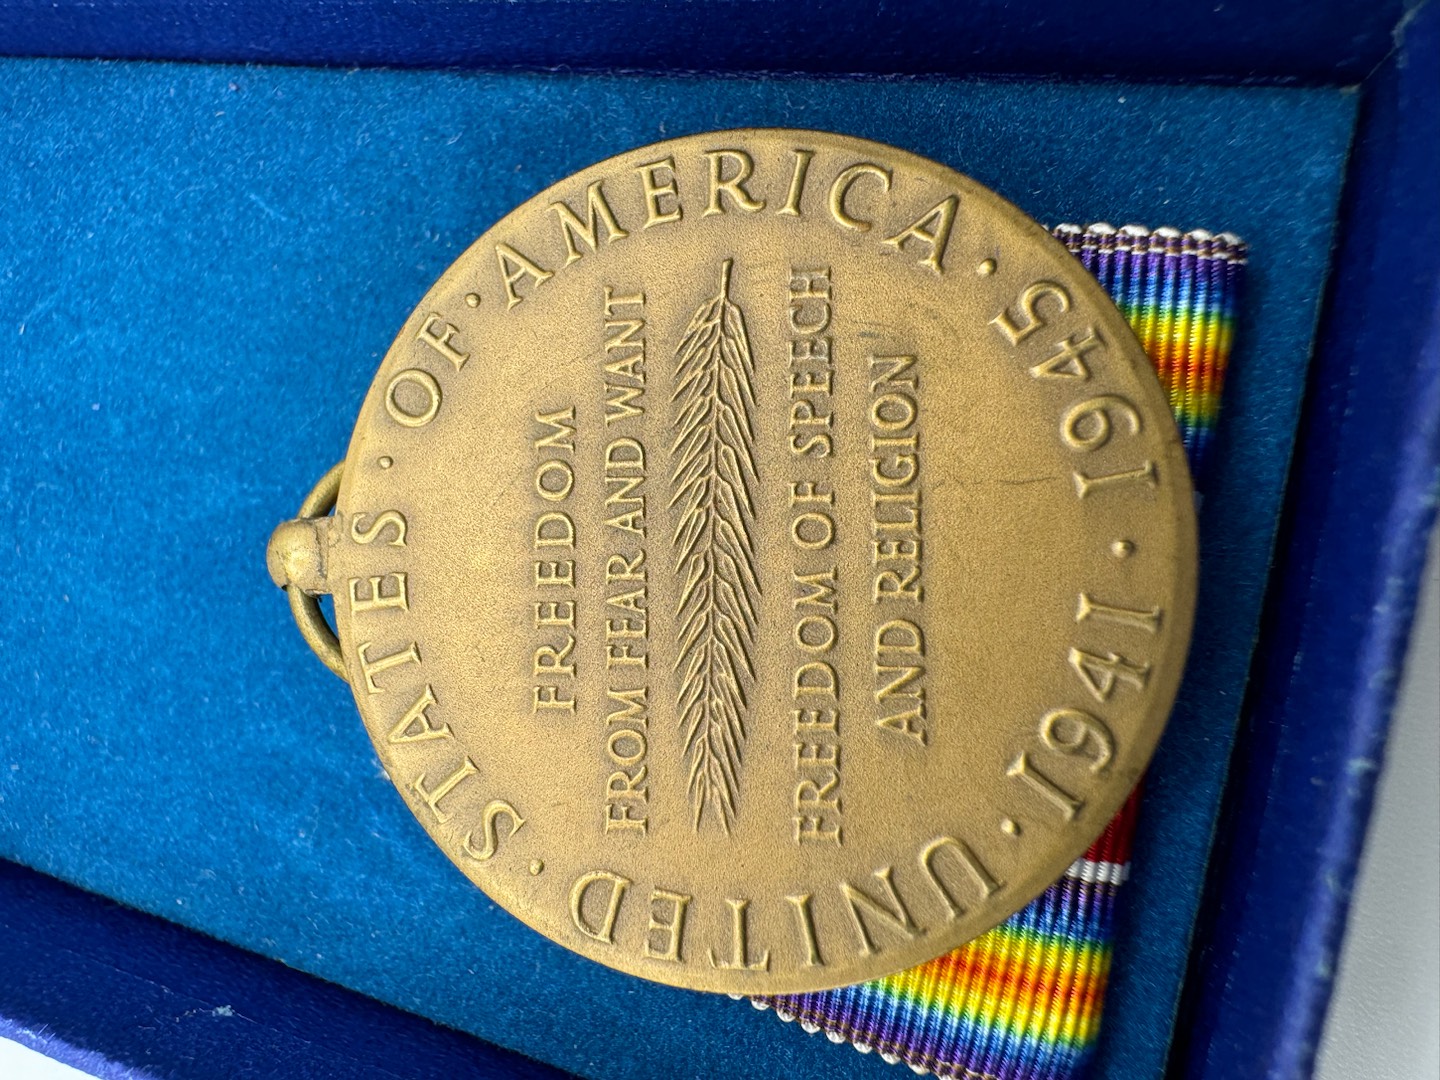 UNITED · STATES · OF · AMERICA ·
FREEDOM
FROM FEAR AND WANT
FREEDOM OF SPEECH
AND RELIGION
· 1941 · 1945